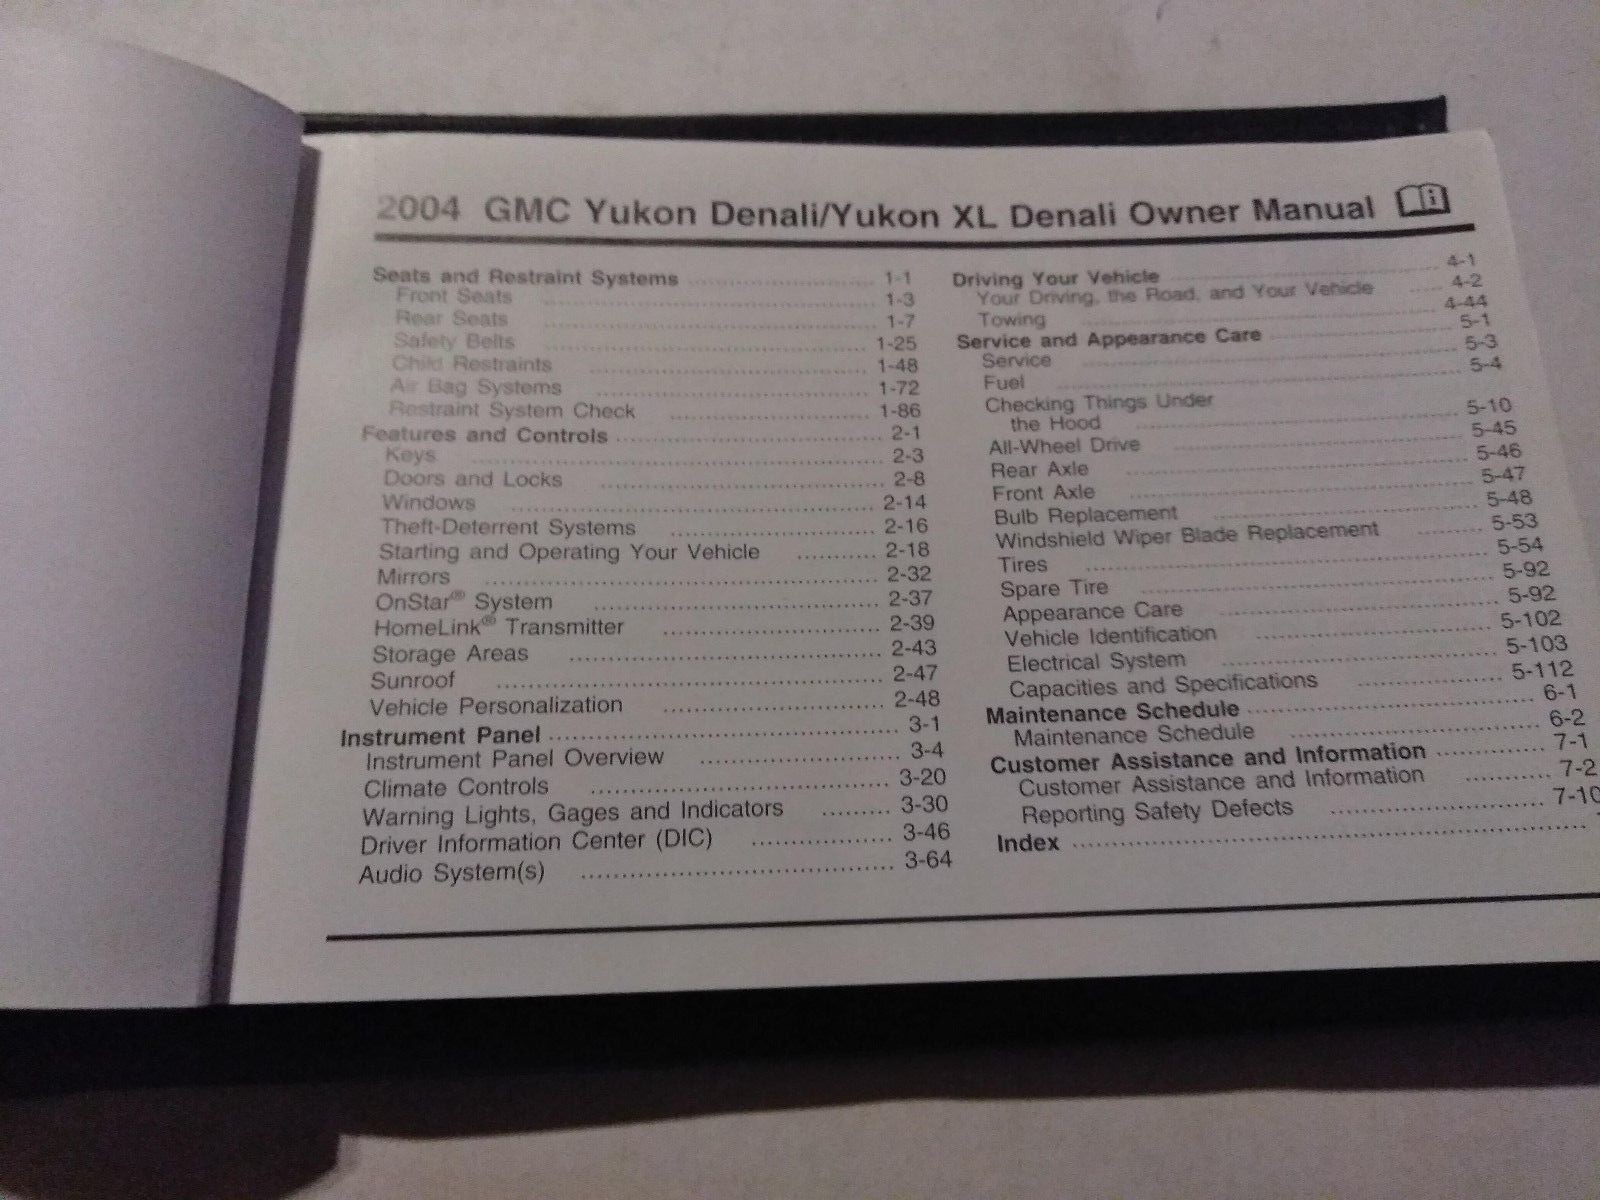 2004 GMC Yukon Denali/Yukon XL Denali Owner Manual
Seats and Restraint Systems ........ 1-1
Front Seats ........ 1-3
Rear Seats ........ 1-7
Safety Belts ........ 1-25
Child Restraints ........ 1-48
Air Bag Systems ........ 1-72
Restraint System Check ........ 1-86
Features and Controls ........ 2-1
Keys ........ 2-3
Doors and Locks ........ 2-8
Windows ........ 2-14
Theft-Deterrent Systems ........ 2-16
Starting and Operating Your Vehicle ........ 2-18
Mirrors ........ 2-32
OnStar® System ........ 2-37
HomeLink® Transmitter ........ 2-39
Storage Areas ........ 2-43
Sunroof ........ 2-47
Vehicle Personalization ........ 2-48
Instrument Panel ........ 3-1
Instrument Panel Overview ........ 3-4
Climate Controls ........ 3-20
Warning Lights, Gages and Indicators ........ 3-30
Driver Information Center (DIC) ........ 3-46
Audio System(s) ........ 3-64
Driving Your Vehicle ........ 4-1
Your Driving, the Road, and Your Vehicle ........ 4-2
Towing ........ 4-44
Service and Appearance Care ........ 5-1
Service ........ 5-3
Fuel ........ 5-4
Checking Things Under
the Hood ........ 5-10
All-Wheel Drive ........ 5-45
Rear Axle ........ 5-46
Front Axle ........ 5-47
Bulb Replacement ........ 5-48
Windshield Wiper Blade Replacement ........ 5-53
Tires ........ 5-54
Spare Tire ........ 5-92
Appearance Care ........ 5-92
Vehicle Identification ........ 5-102
Electrical System ........ 5-103
Capacities and Specifications ........ 5-112
Maintenance Schedule ........ 6-1
Maintenance Schedule ........ 6-2
Customer Assistance and Information ........ 7-1
Customer Assistance and Information ........ 7-2
Reporting Safety Defects ........ 7-10
Index ........